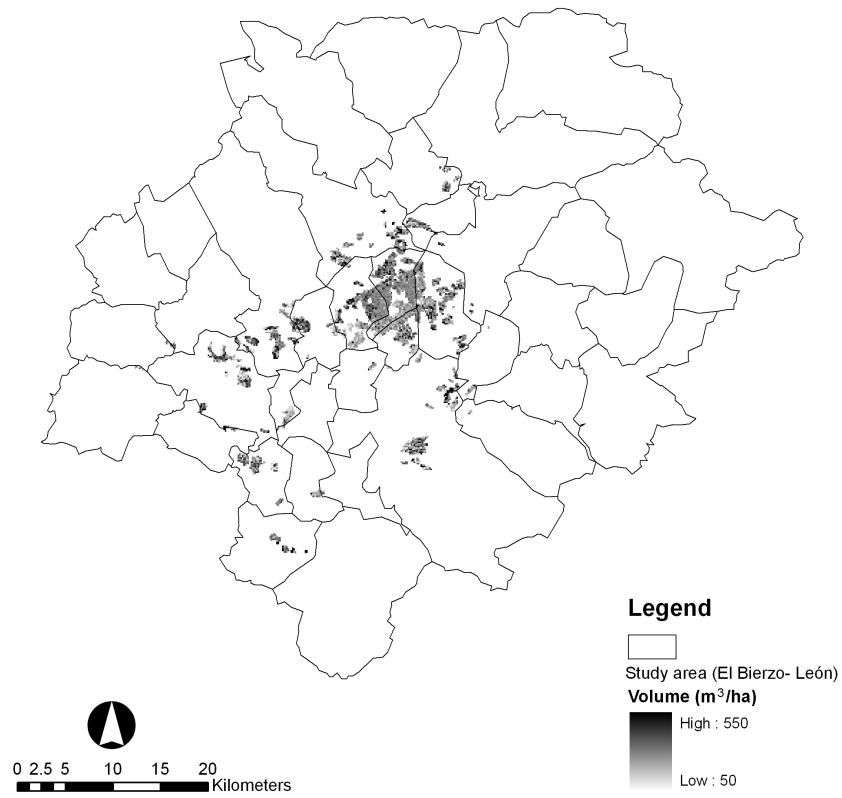 Legend
Study area (El Bierzo- León)
Volume (m³/ha)
High : 550
Low : 50
0 2.5 5 10 15 20
Kilometers